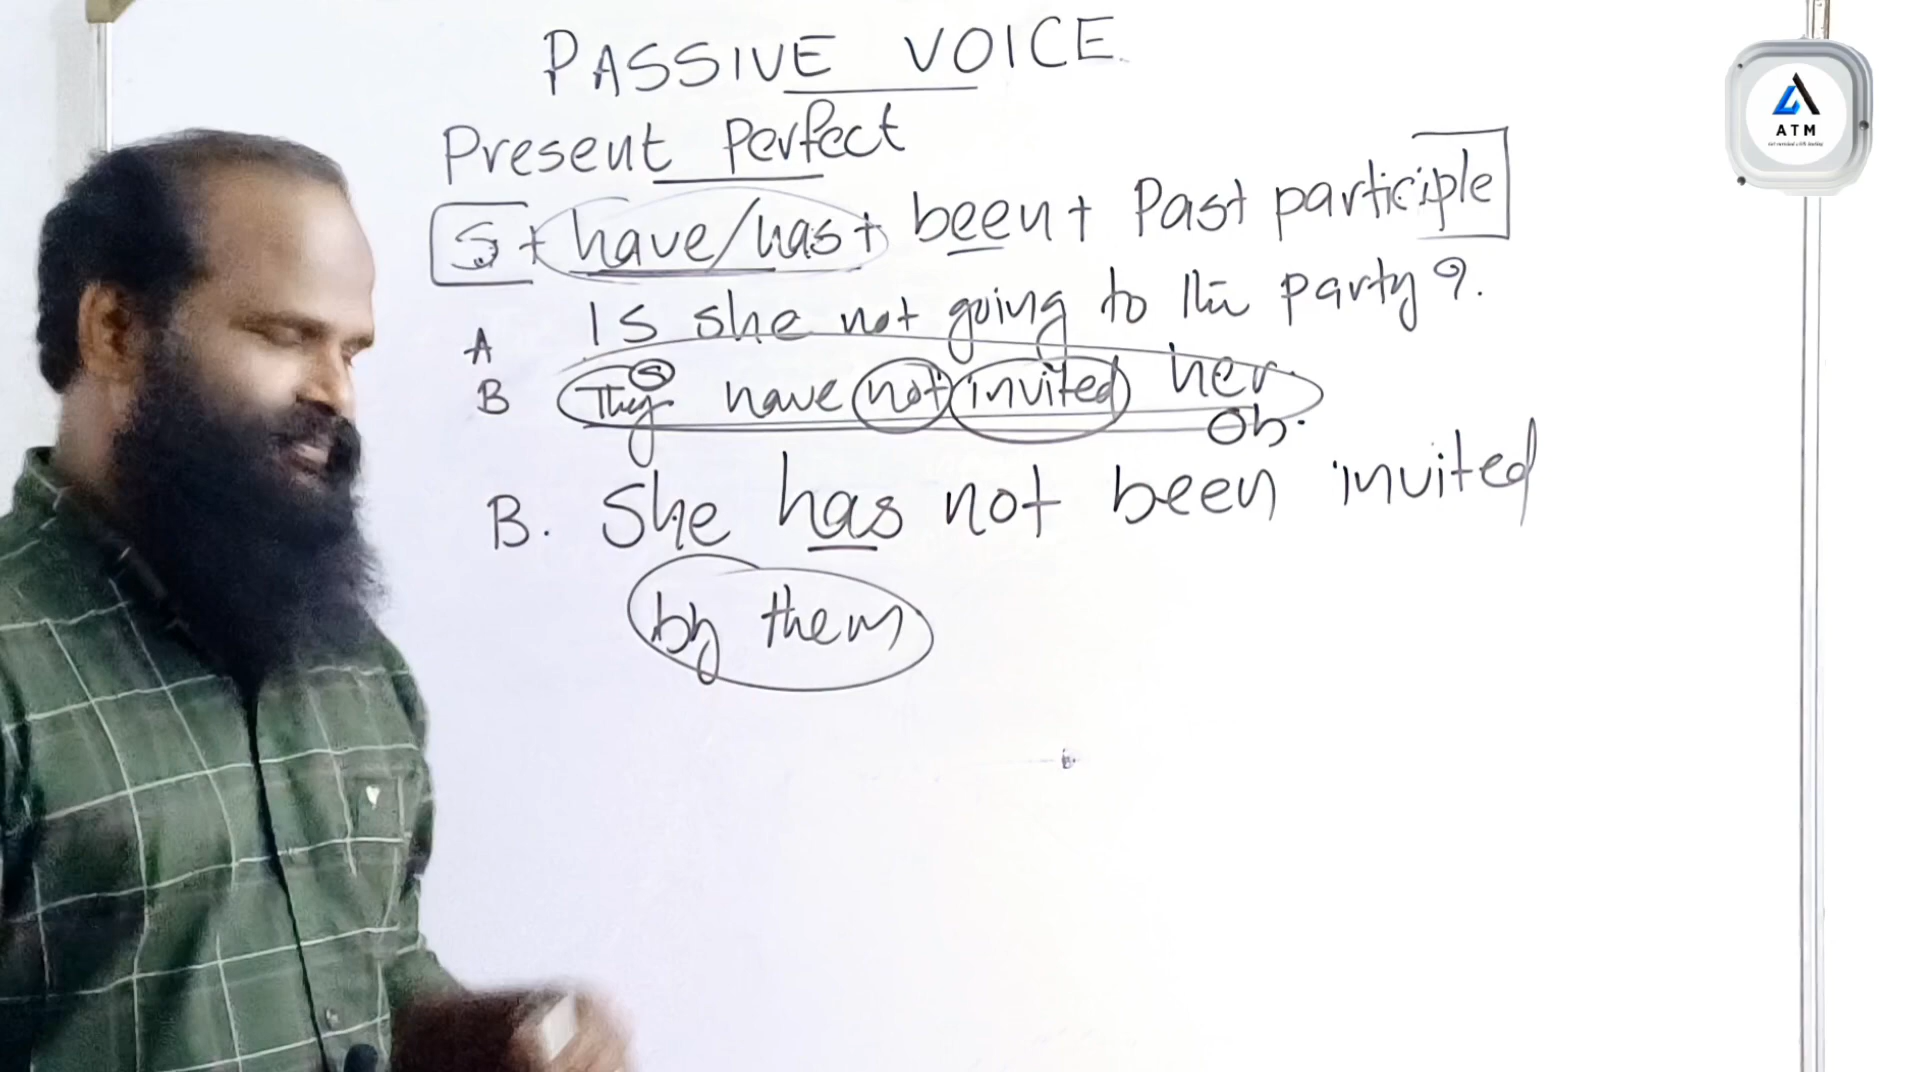 PASSIVE VOICE
Present Perfect
S + have/has + been + Past participle
A Is she not going to the party?.
B They have not invited her.
S
Ob.
B. She has not been invited
by them
ATM